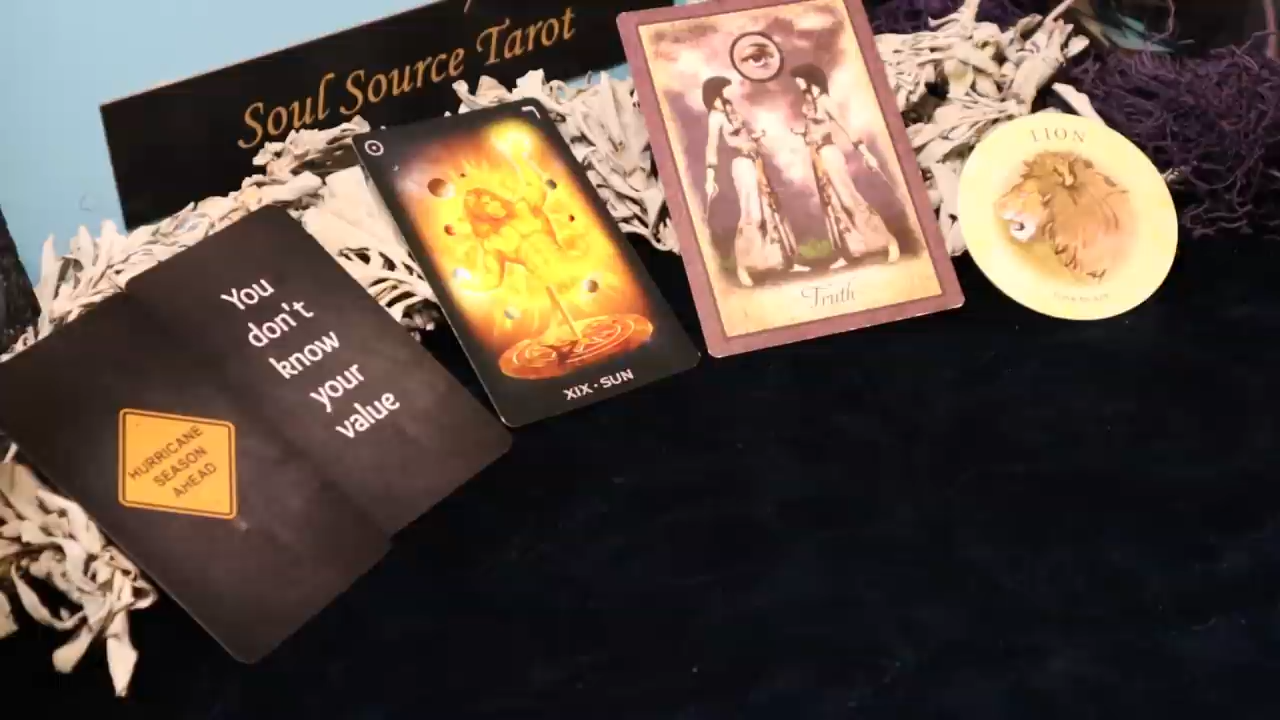 Soul Source Tarot
You
don't
know
your
value
HURRICANE
SEASON
AHEAD
XIX • SUN
Truth
LION